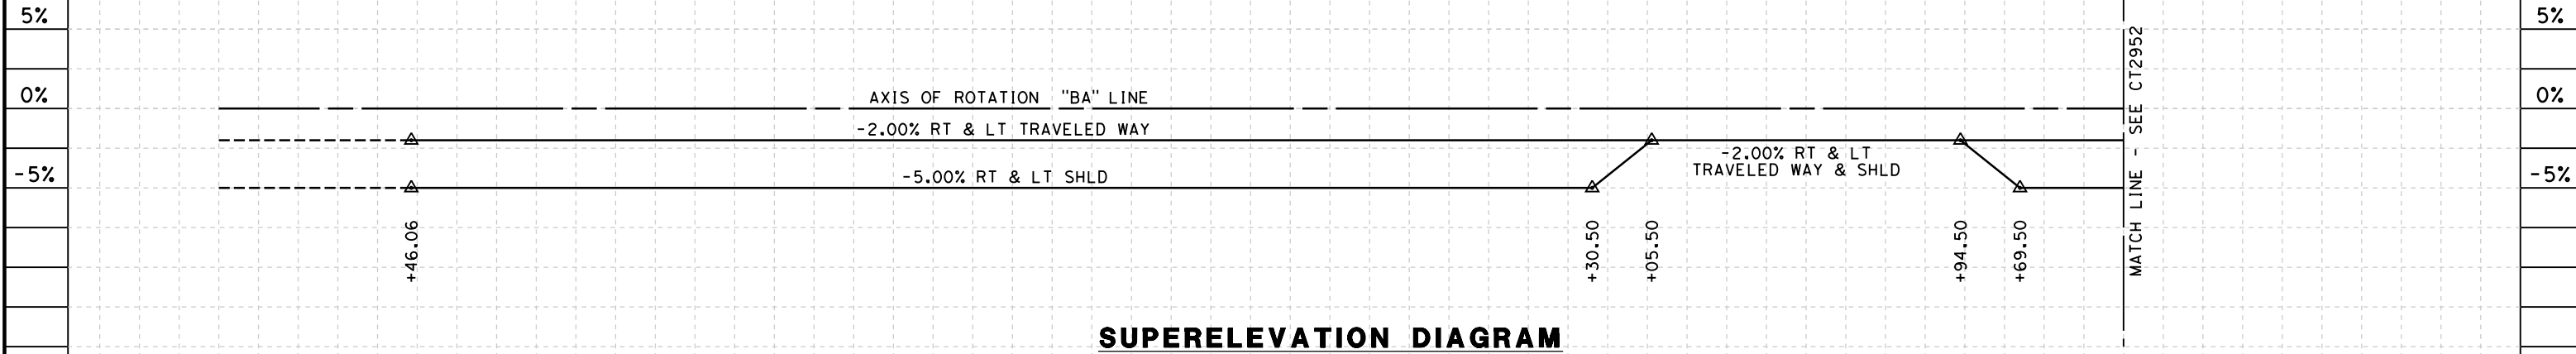 5%
5%
0%
0%
AXIS OF ROTATION "BA" LINE
-2.00% RT & LT TRAVELED WAY
-2.00% RT & LT
TRAVELED WAY & SHLD
-5%
-5.00% RT & LT SHLD
-5%
+46.06
+30.50
+05.50
+94.50
+69.50
MATCH LINE - SEE CT2952
SUPERELEVATION DIAGRAM